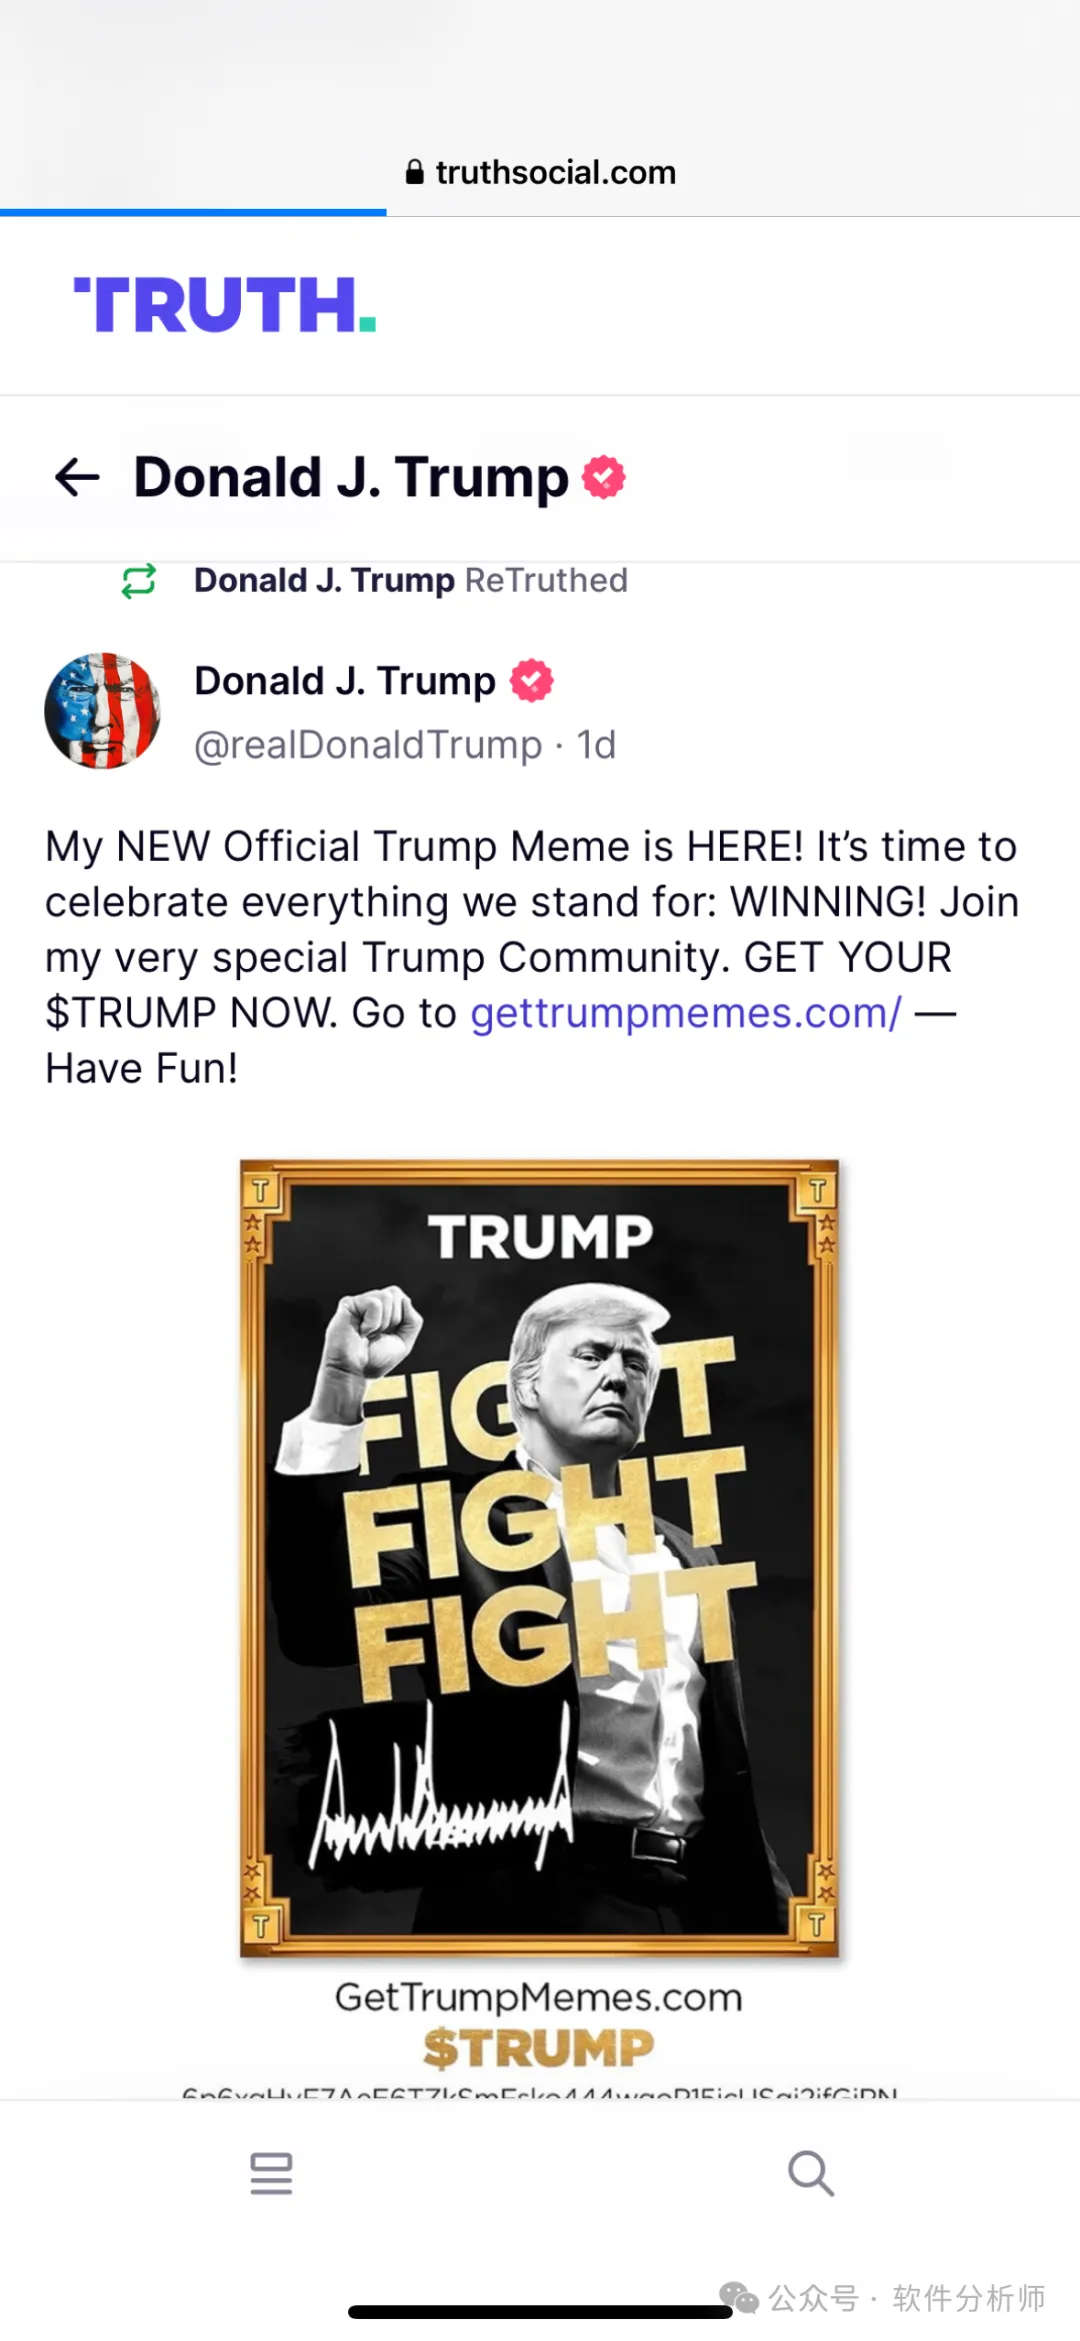 truthsocial.com
TRUTH.
Donald J. Trump
Donald J. Trump ReTruthed
Donald J. Trump
@realDonaldTrump · 1d
My NEW Official Trump Meme is HERE! It’s time to
celebrate everything we stand for: WINNING! Join
my very special Trump Community. GET YOUR
$TRUMP NOW. Go to gettrumpmemes.com/ —
Have Fun!
T T
TRUMP
FIGHT
FIGHT
FIGHT
T T
GetTrumpMemes.com
$TRUMP
公众号 · 软件分析师